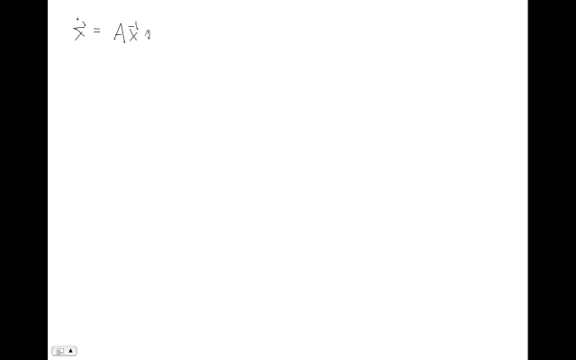 ẋ⃗ = Ax⃗